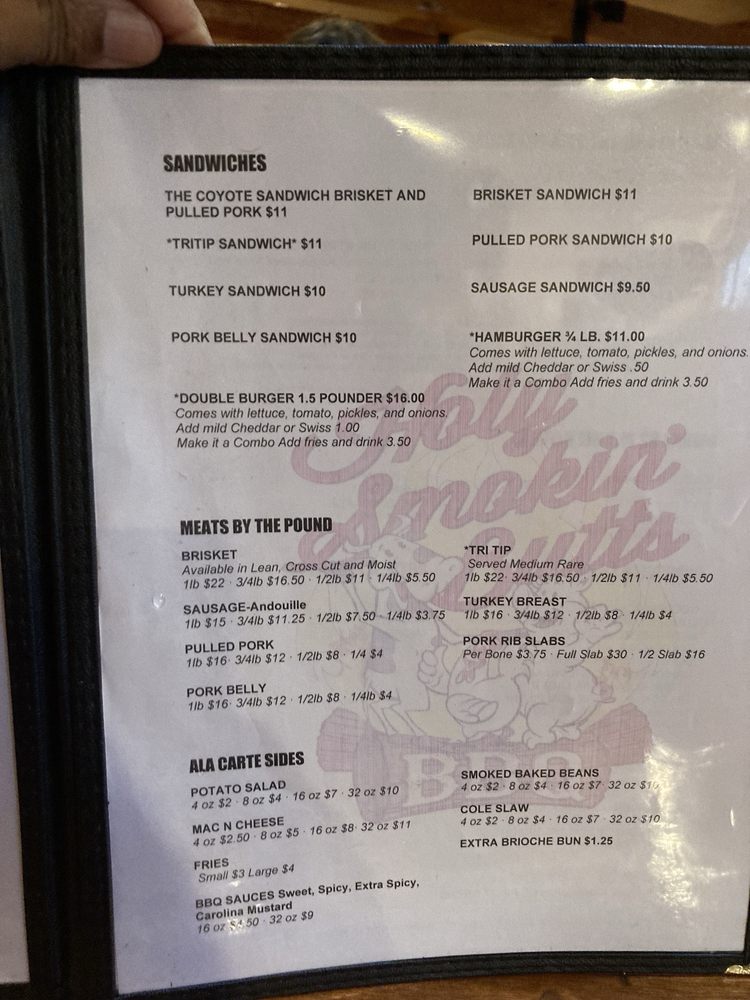 SANDWICHES
THE COYOTE SANDWICH BRISKET AND
PULLED PORK $11
*TRITIP SANDWICH* $11
TURKEY SANDWICH $10
PORK BELLY SANDWICH $10
*DOUBLE BURGER 1.5 POUNDER $16.00
Comes with lettuce, tomato, pickles, and onions.
Add mild Cheddar or Swiss 1.00
Make it a Combo Add fries and drink 3.50
BRISKET SANDWICH $11
PULLED PORK SANDWICH $10
SAUSAGE SANDWICH $9.50
*HAMBURGER ¾ LB. $11.00
Comes with lettuce, tomato, pickles, and onions.
Add mild Cheddar or Swiss .50
Make it a Combo Add fries and drink 3.50
Holy
Smokin'
Butts
BBQ
MEATS BY THE POUND
BRISKET
Available in Lean, Cross Cut and Moist
1lb $22 · 3/4lb $16.50 · 1/2lb $11 · 1/4lb $5.50
SAUSAGE-Andouille
1lb $15 · 3/4lb $11.25 · 1/2lb $7.50 · 1/4lb $3.75
PULLED PORK
1lb $16· 3/4lb $12 · 1/2lb $8 · 1/4 $4
PORK BELLY
1lb $16· 3/4lb $12 · 1/2lb $8 · 1/4lb $4
*TRI TIP
Served Medium Rare
1lb $22· 3/4lb $16.50 · 1/2lb $11 · 1/4lb $5.50
TURKEY BREAST
1lb $16 · 3/4lb $12 · 1/2lb $8 · 1/4lb $4
PORK RIB SLABS
Per Bone $3.75 · Full Slab $30 · 1/2 Slab $16
ALA CARTE SIDES
POTATO SALAD
4 oz $2 · 8 oz $4 · 16 oz $7 · 32 oz $10
MAC N CHEESE
4 oz $2.50 · 8 oz $5 · 16 oz $8· 32 oz $11
FRIES
Small $3 Large $4
BBQ SAUCES Sweet, Spicy, Extra Spicy,
Carolina Mustard
16 oz $4.50 · 32 oz $9
SMOKED BAKED BEANS
4 oz $2 · 8 oz $4 · 16 oz $7· 32 oz $10
COLE SLAW
4 oz $2 · 8 oz $4 · 16 oz $7 · 32 oz $10
EXTRA BRIOCHE BUN $1.25